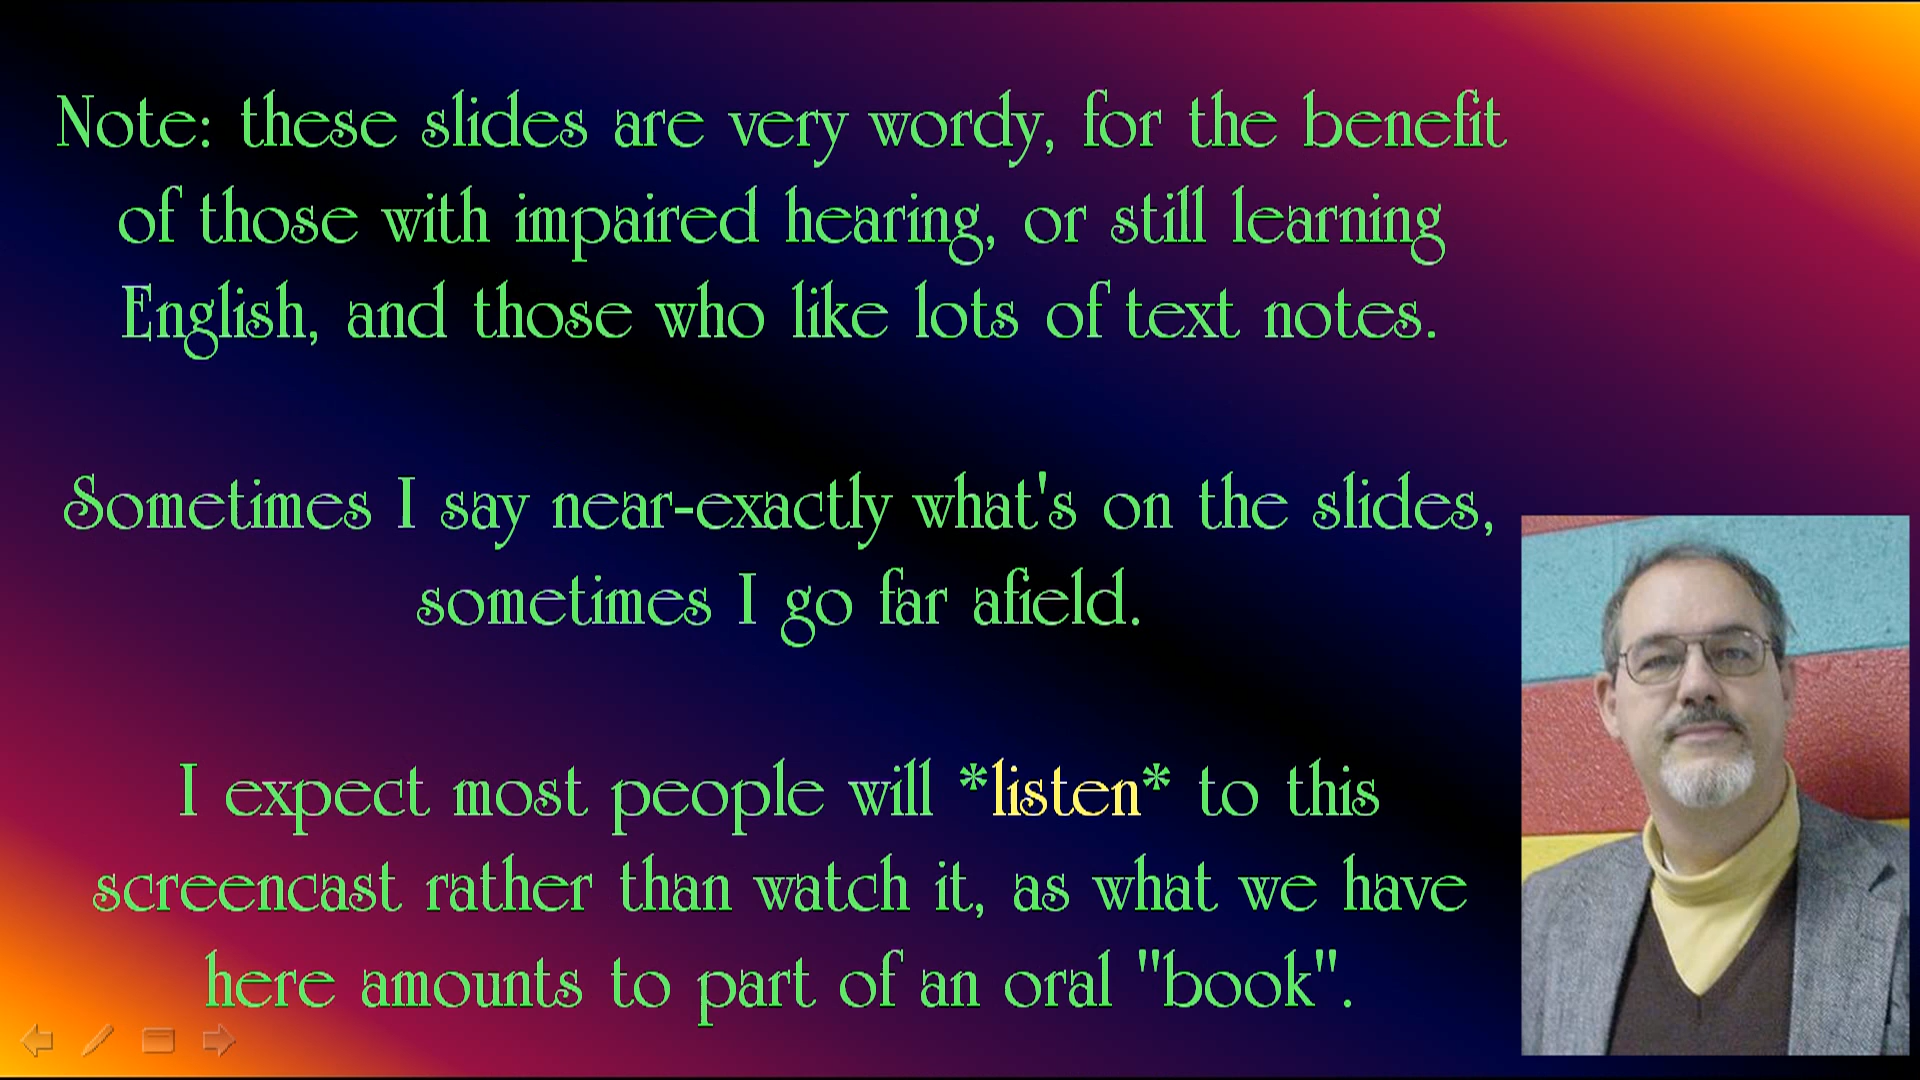 Note: these slides are very wordy, for the benefit
of those with impaired hearing, or still learning
English, and those who like lots of text notes.
Sometimes I say near-exactly what's on the slides,
sometimes I go far afield.
I expect most people will *listen* to this
screencast rather than watch it, as what we have
here amounts to part of an oral "book".